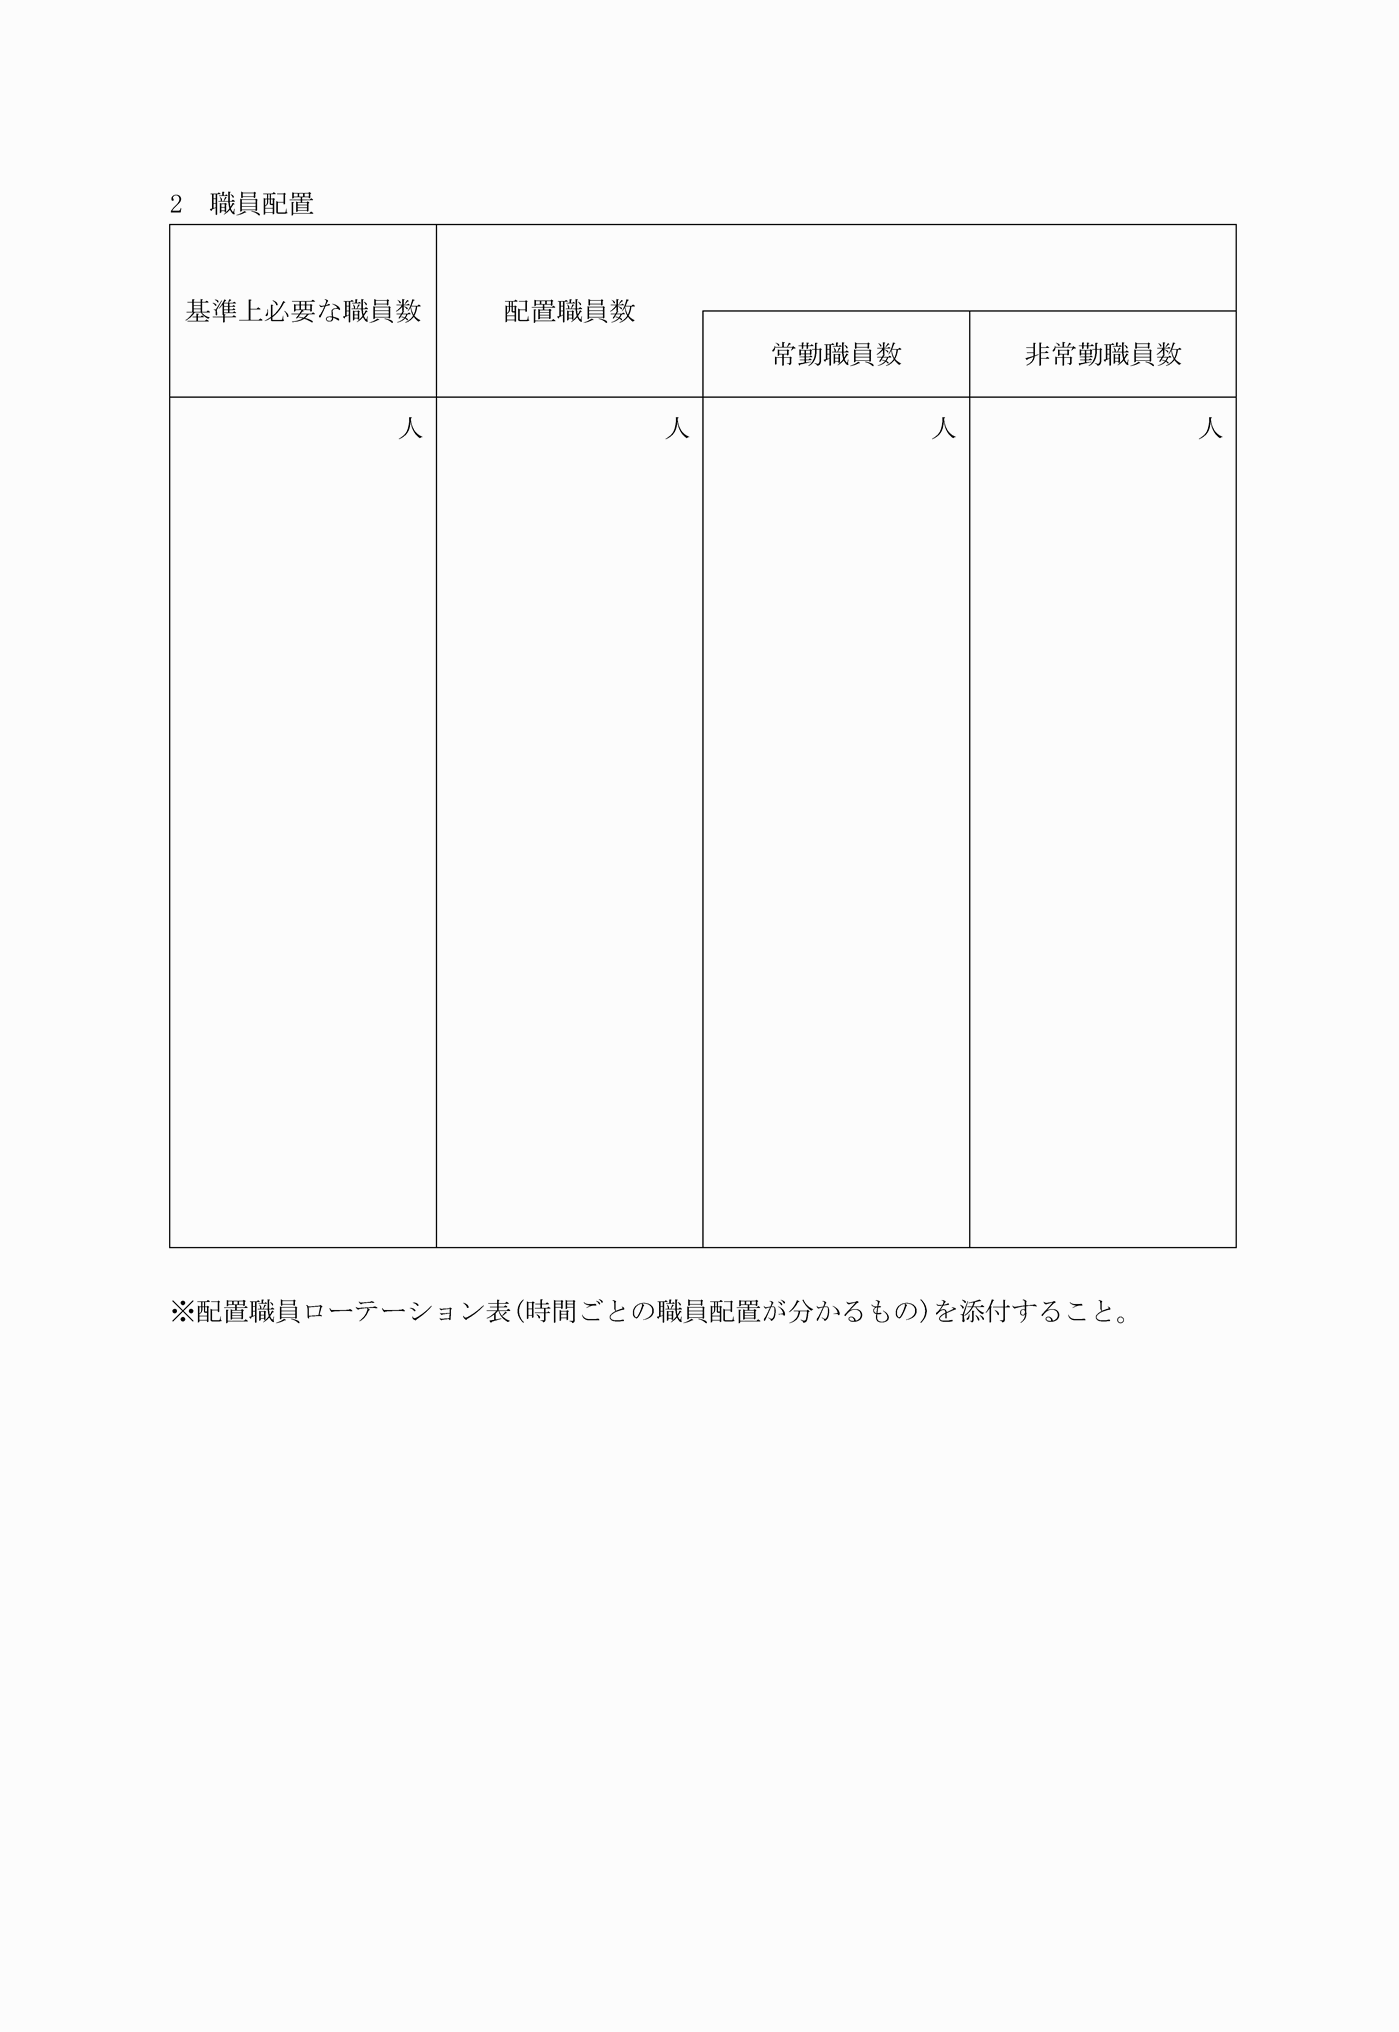 2　職員配置
基準上必要な職員数
配置職員数
常勤職員数
非常勤職員数
人
人
人
人
※配置職員ローテーション表(時間ごとの職員配置が分かるもの)を添付すること。